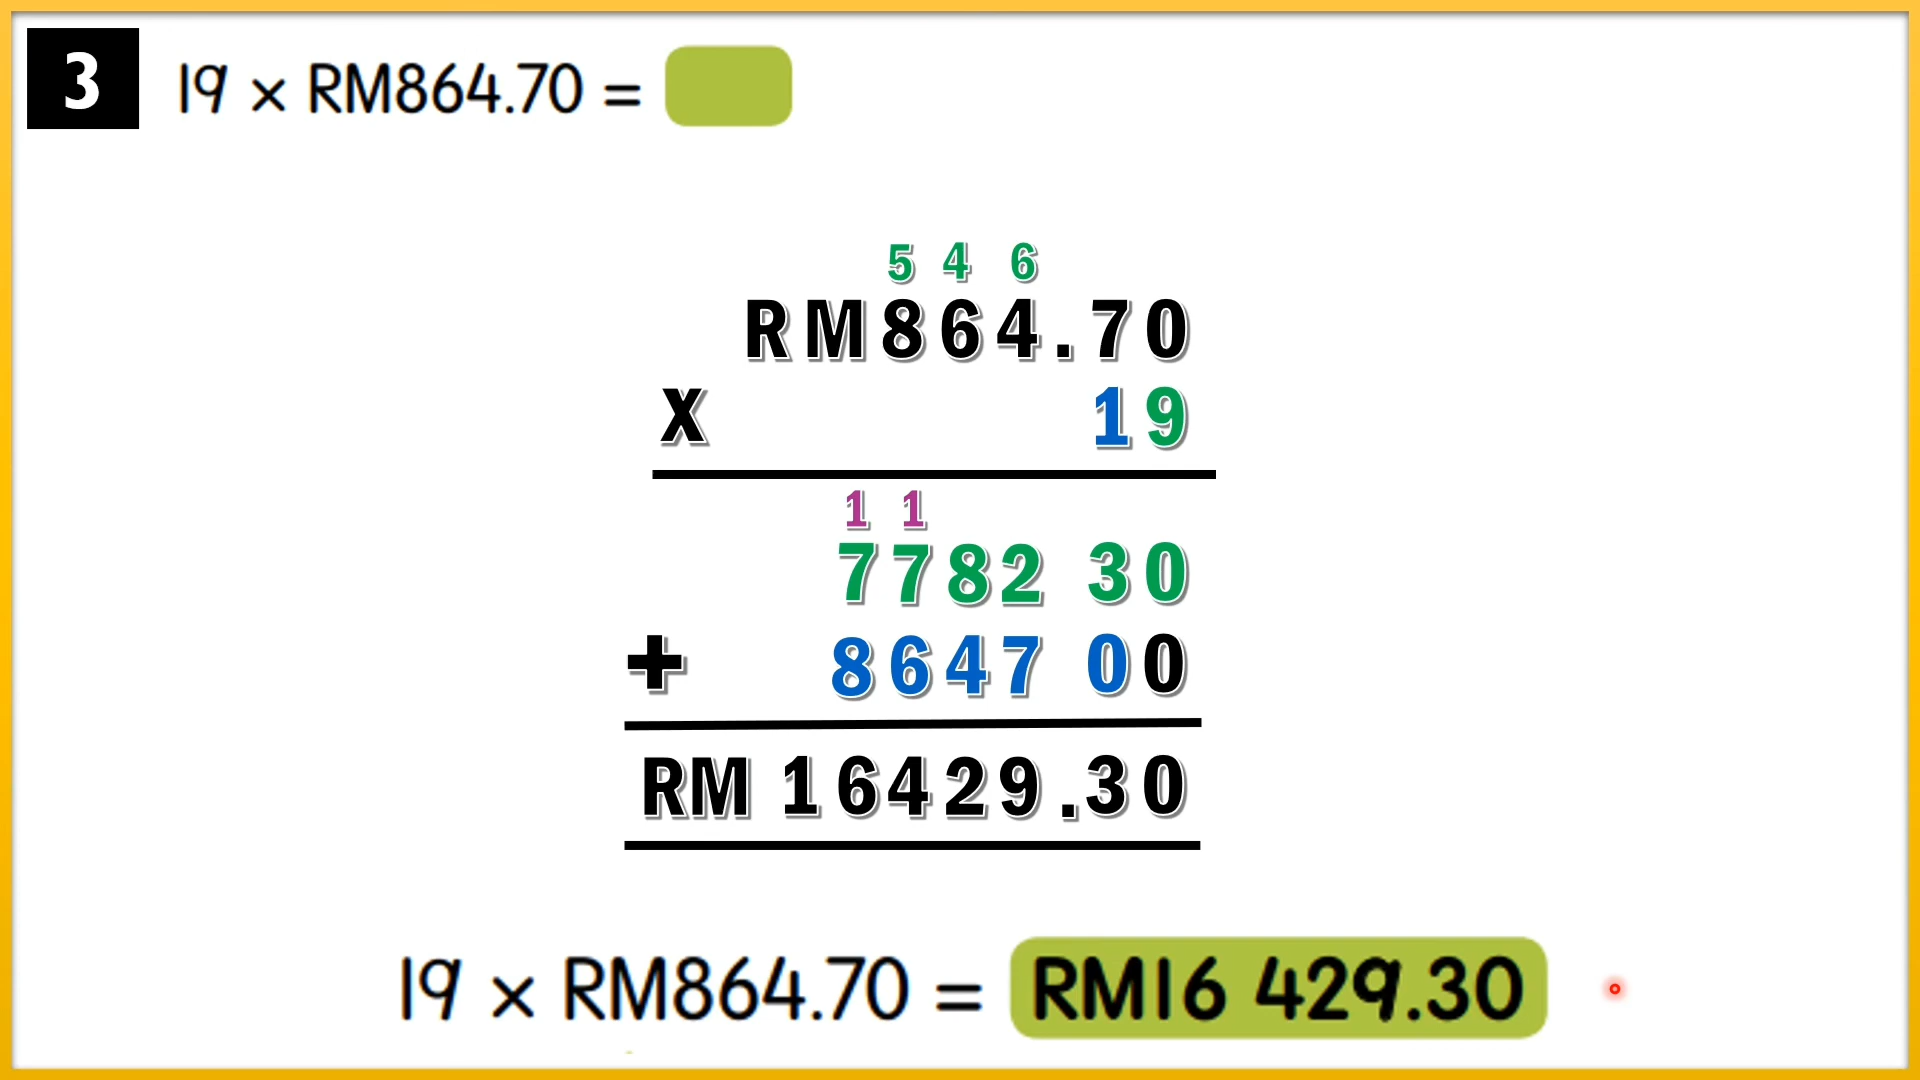 3 19 × RM864.70 =
5 4 6
RM864.70
X 19
1 1
7782 30
+ 8647 00
RM 16429.30
19 × RM864.70 = RM16 429.30